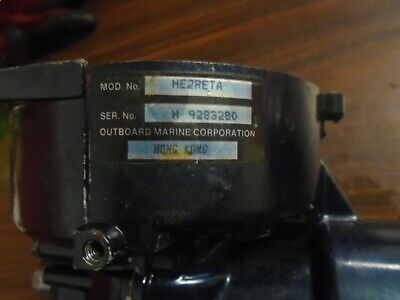 MOD. No. HE2RETA
SER. No. H 9283280
OUTBOARD MARINE CORPORATION
HONG KONG